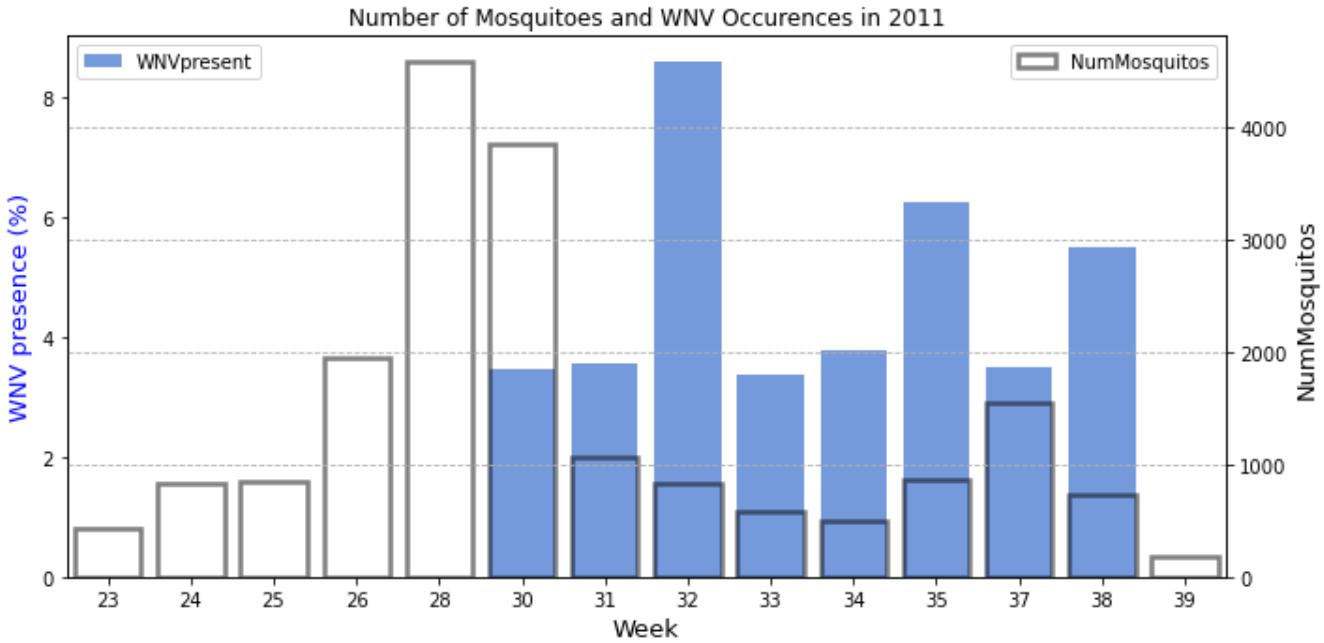 Number of Mosquitoes and WNV Occurences in 2011
WNVpresent
NumMosquitos
8
6
4
2
0
WNV presence (%)
4000
3000
2000
1000
0
NumMosquitos
23 24 25 26 28 30 31 32 33 34 35 37 38 39
Week